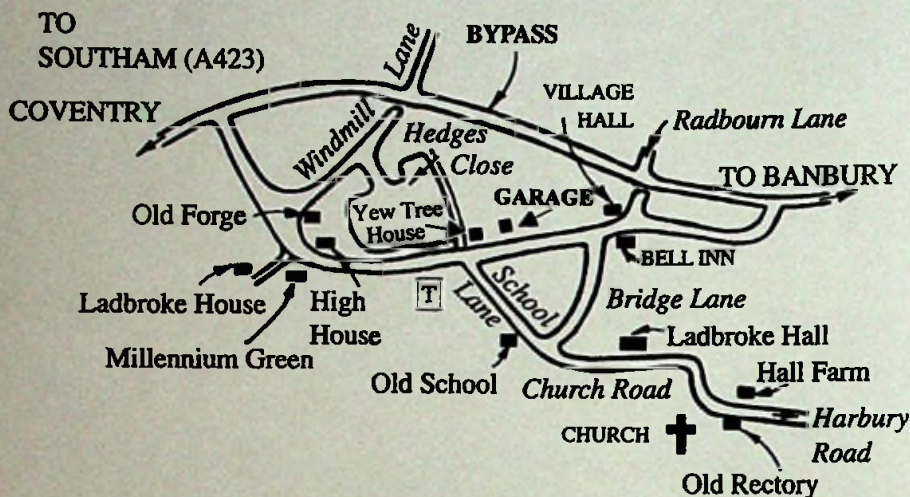 TO
SOUTHAM (A423)
COVENTRY
Lane
BYPASS
VILLAGE
HALL
Radbourn Lane
Windmill
Hedges
Close
TO BANBURY
Old Forge
Yew Tree
House
GARAGE
BELL INN
Ladbroke House
High
House
T
School
Lane
Bridge Lane
Millennium Green
Ladbroke Hall
Old School
Church Road
Hall Farm
CHURCH
Harbury
Road
Old Rectory